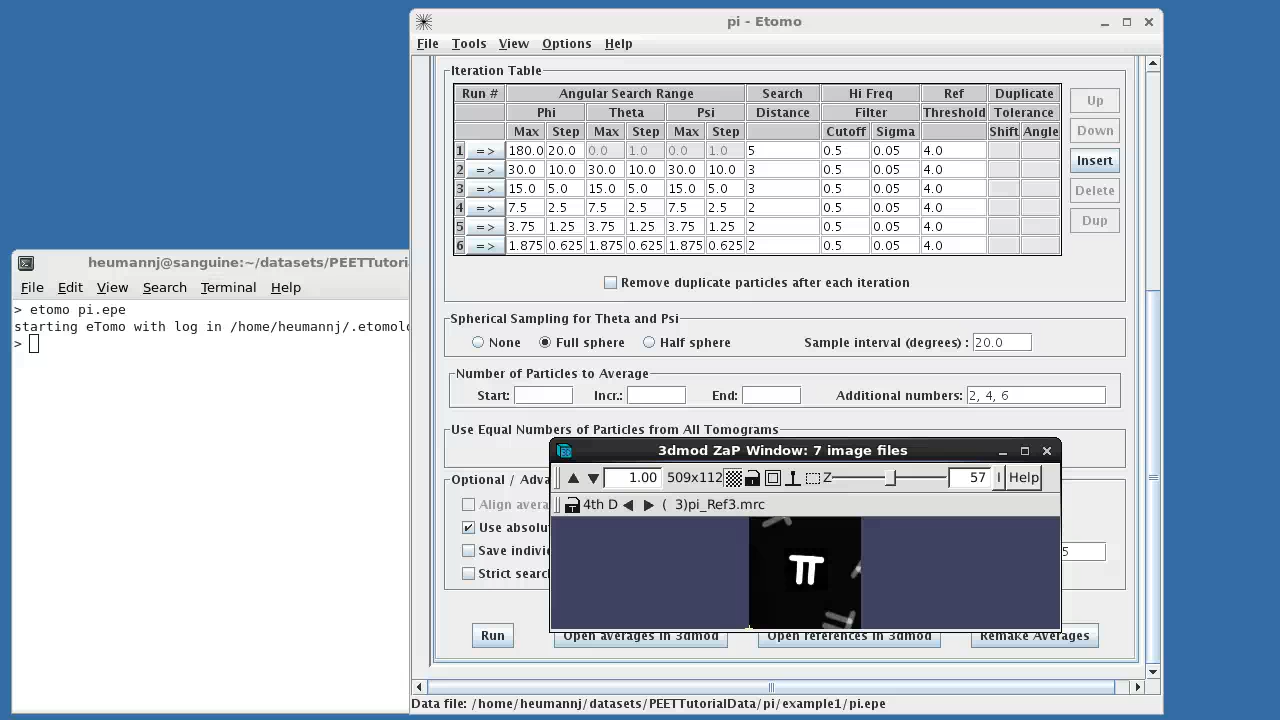 pi - Etomo
File Tools View Options Help
Iteration Table
Run # Angular Search Range Search Hi Freq Ref Duplicate
Phi Theta Psi Distance Filter Threshold Tolerance
Max Step Max Step Max Step Cutoff Sigma Shift Angle
1 => 180.0 20.0 0.0 1.0 0.0 1.0 5 0.5 0.05 4.0
2 => 30.0 10.0 30.0 10.0 30.0 10.0 3 0.5 0.05 4.0
3 => 15.0 5.0 15.0 5.0 15.0 5.0 3 0.5 0.05 4.0
4 => 7.5 2.5 7.5 2.5 7.5 2.5 2 0.5 0.05 4.0
5 => 3.75 1.25 3.75 1.25 3.75 1.25 2 0.5 0.05 4.0
6 => 1.875 0.625 1.875 0.625 1.875 0.625 2 0.5 0.05 4.0
Up
Down
Insert
Delete
Dup
Remove duplicate particles after each iteration
Spherical Sampling for Theta and Psi
None Full sphere Half sphere Sample interval (degrees) : 20.0
Number of Particles to Average
Start: Incr.: End: Additional numbers: 2, 4, 6
Use Equal Numbers of Particles from All Tomograms
Optional / Adva
Align avera
Use absolu
Save indivi
Strict searc
5
Run Open averages in 3dmod Open references in 3dmod Remake Averages
Data file: /home/heumannj/datasets/PEETTutorialData/pi/example1/pi.epe
3dmod ZaP Window: 7 image files
1.00 509x112 Z 57 I Help
4th D ( 3)pi_Ref3.mrc
π
heumannj@sanguine:~/datasets/PEETTutori
File Edit View Search Terminal Help
> etomo pi.epe
starting eTomo with log in /home/heumannj/.etomolo
>